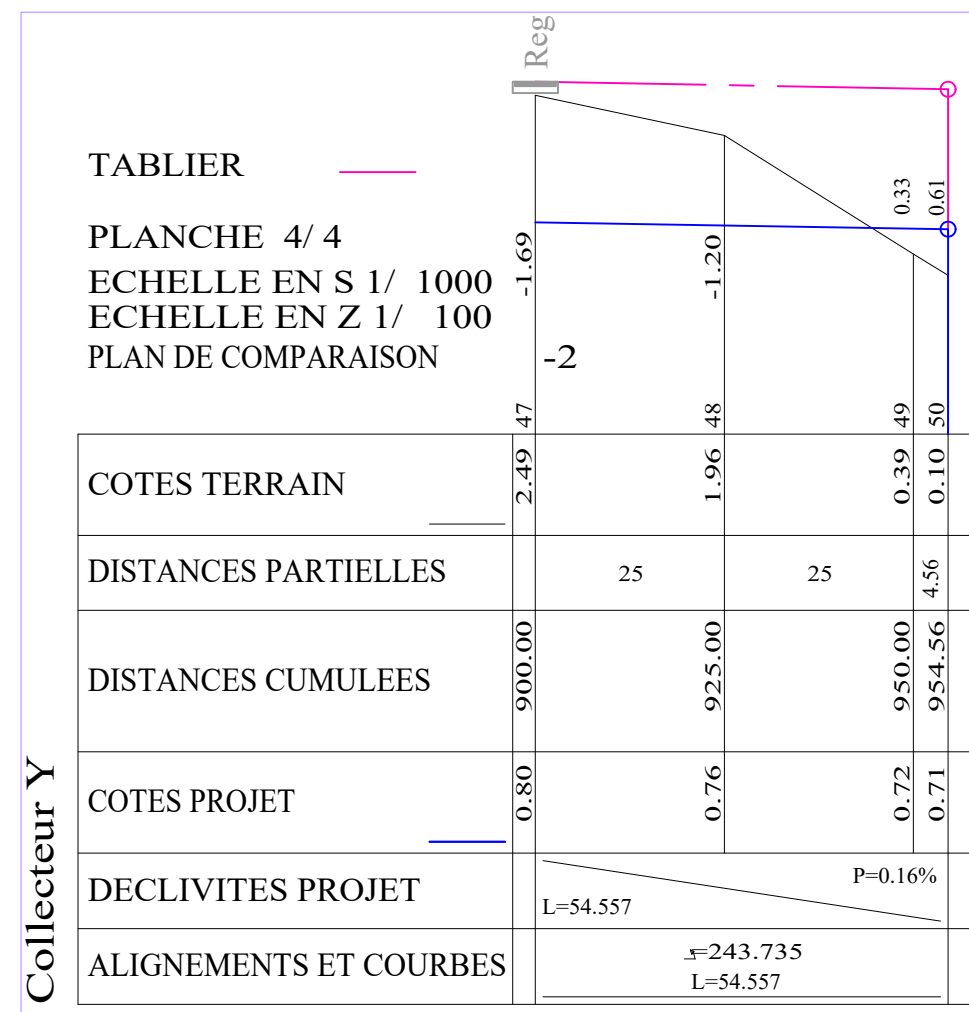 Reg
TABLIER
PLANCHE 4/ 4
ECHELLE EN S 1/ 1000
ECHELLE EN Z 1/ 100
PLAN DE COMPARAISON
-2
-1.69
-1.20
0.33
0.61
47
48
49
50
COTES TERRAIN
2.49
1.96
0.39
0.10
DISTANCES PARTIELLES
25
25
4.56
DISTANCES CUMULEES
900.00
925.00
950.00
954.56
COTES PROJET
0.80
0.76
0.72
0.71
DECLIVITES PROJET
L=54.557
P=0.16%
ALIGNEMENTS ET COURBES
=243.735
L=54.557
Collecteur Y